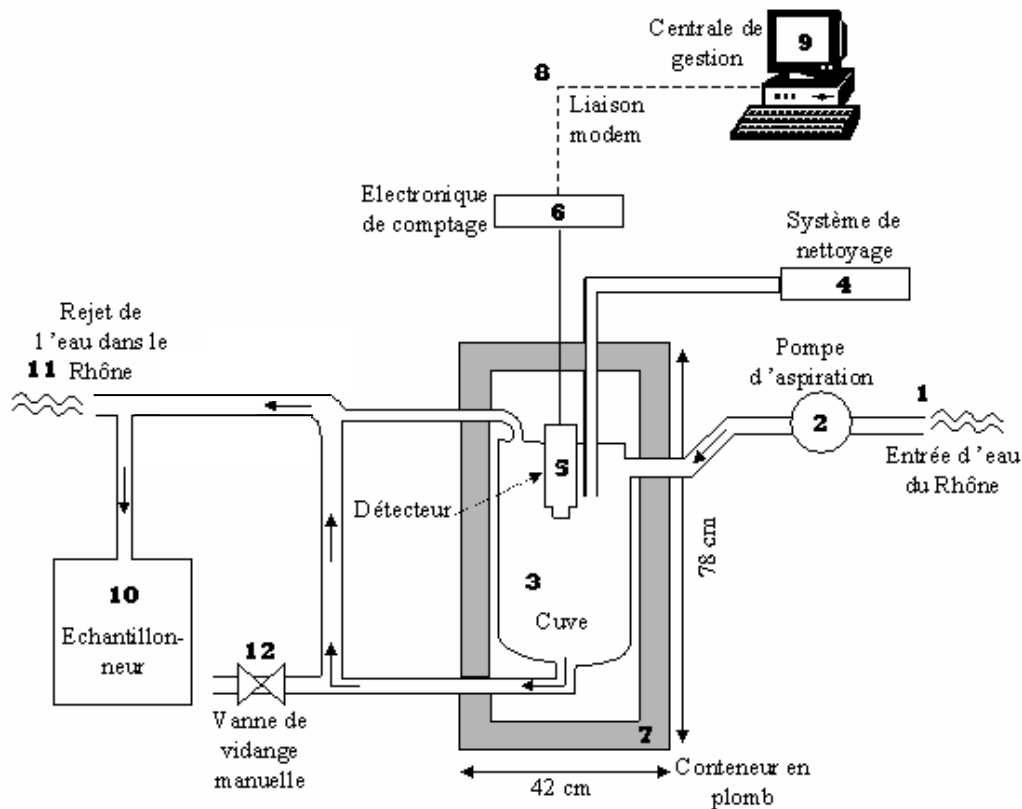 Centrale de
gestion
9
8
Liaison
modem
Electronique
de comptage
6
Système de
nettoyage
4
Rejet de
l 'eau dans le
11 Rhône
Pompe
d 'aspiration
1
2
Entrée d 'eau
du Rhône
5
Détecteur
78 cm
3
Cuve
10
Echantillon-
neur
12
Vanne de
vidange
manuelle
7
42 cm
Conteneur en
plomb